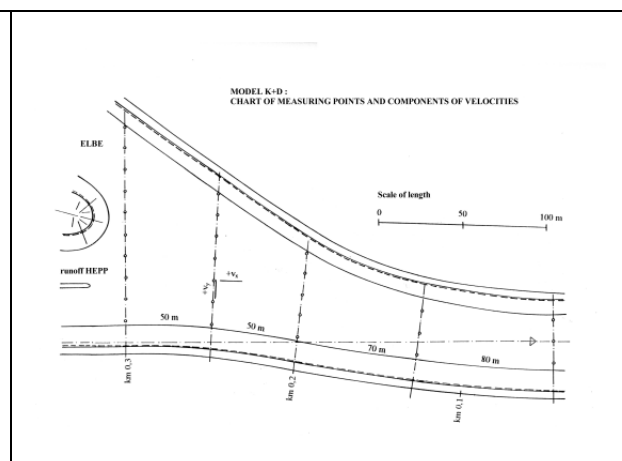 MODEL K+D :
CHART OF MEASURING POINTS AND COMPONENTS OF VELOCITIES
ELBE
Scale of length
0 50 100 m
runoff HEPP
+vx
+vy
50 m
50 m
70 m
80 m
km 0,3
km 0,2
km 0,1